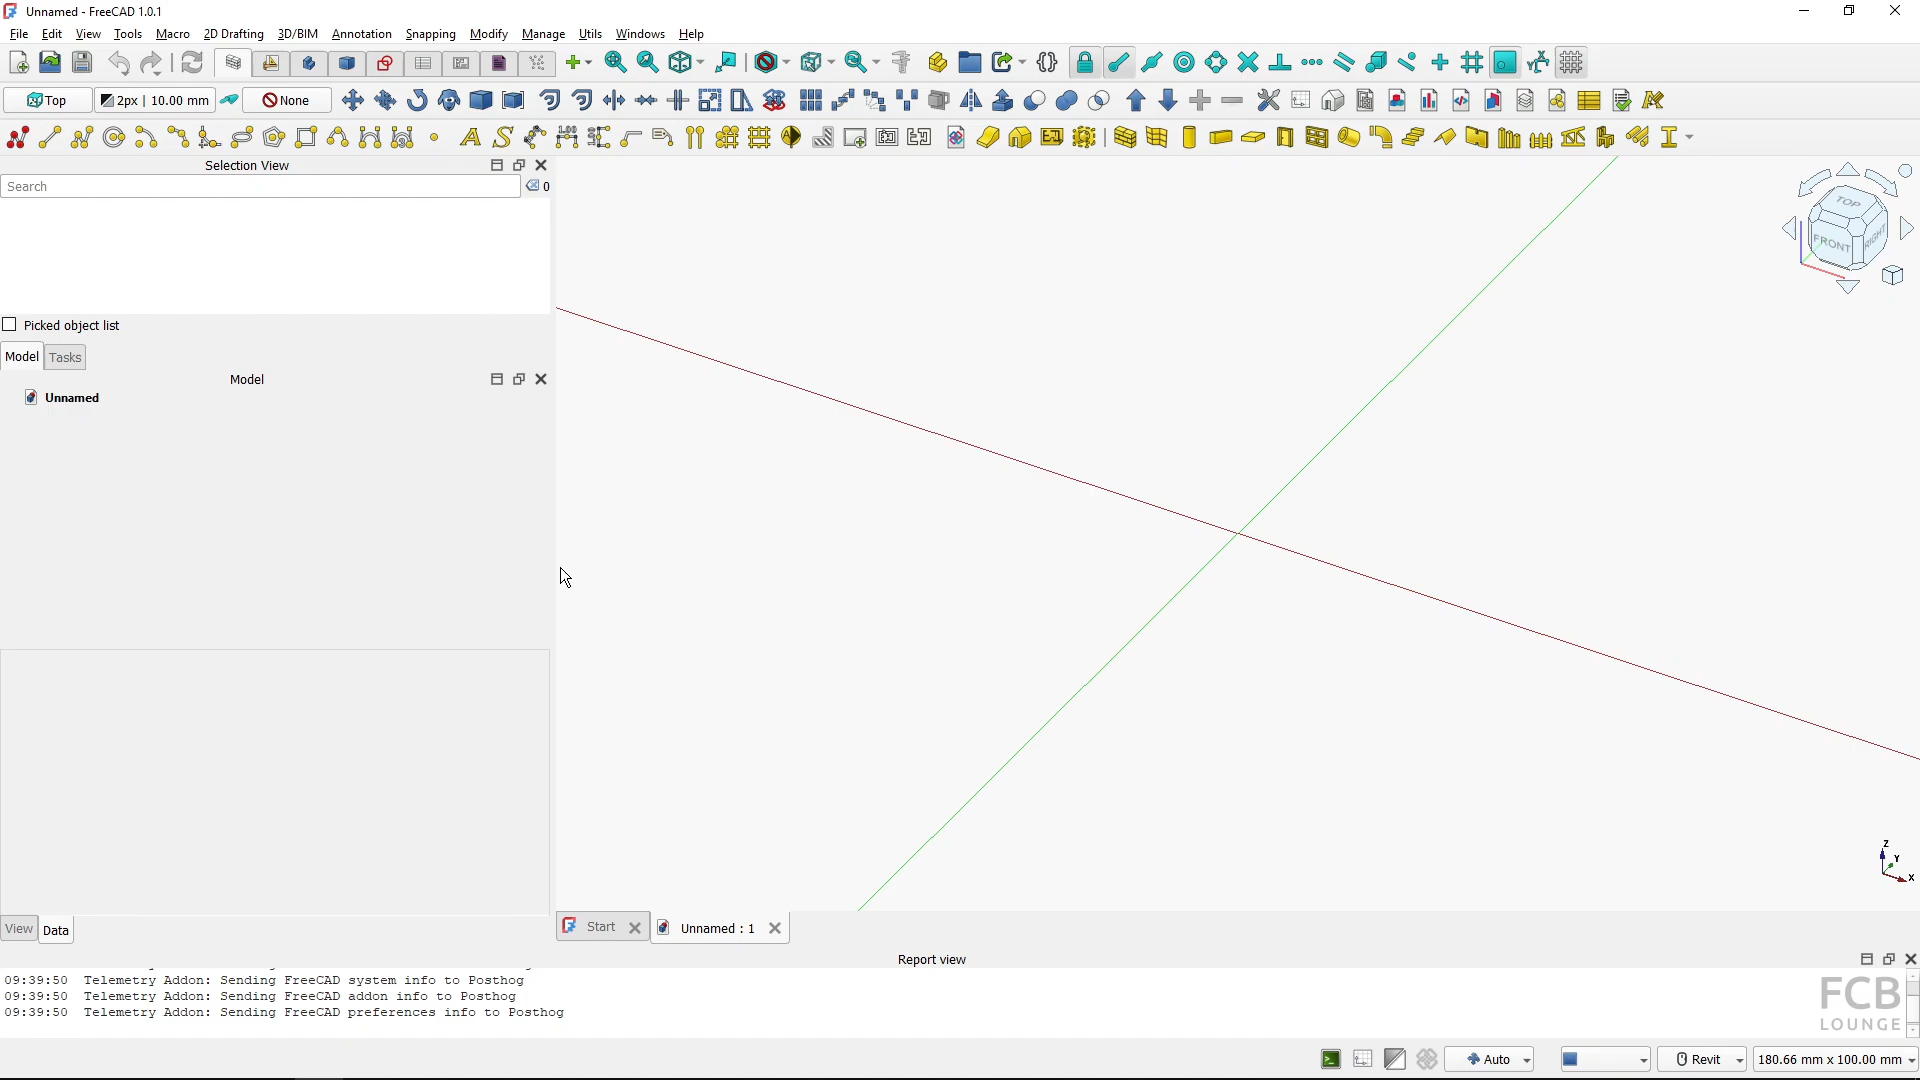 Unnamed - FreeCAD 1.0.1
File Edit View Tools Macro 2D Drafting 3D/BIM Annotation Snapping Modify Manage Utils Windows Help
Top 2px | 10.00 mm None
Selection View
Search 0
Picked object list
Model Tasks
Model
Unnamed
TOP
FRONT RIGHT
Z
Y
X
View Data
Start Unnamed : 1
Report view
09:39:50 Telemetry Addon: Sending FreeCAD system info to Posthog
09:39:50 Telemetry Addon: Sending FreeCAD addon info to Posthog
09:39:50 Telemetry Addon: Sending FreeCAD preferences info to Posthog
FCB
LOUNGE
Auto Revit 180.66 mm x 100.00 mm